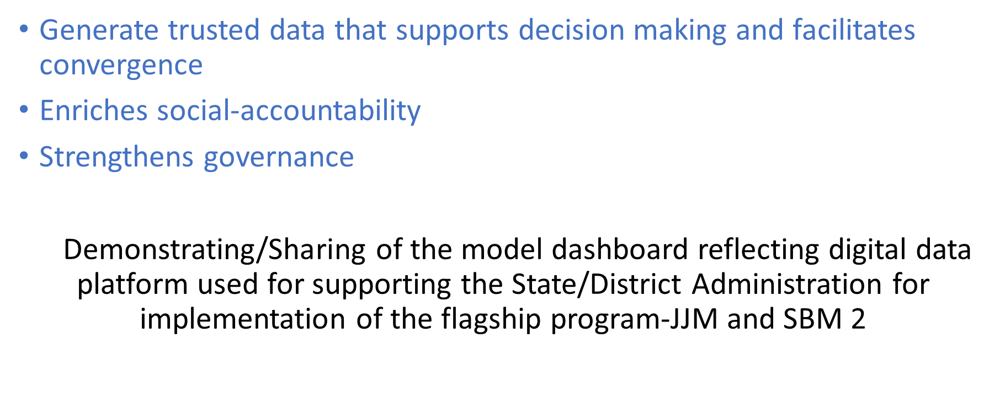 • Generate trusted data that supports decision making and facilitates
convergence
• Enriches social-accountability
• Strengthens governance
Demonstrating/Sharing of the model dashboard reflecting digital data
platform used for supporting the State/District Administration for
implementation of the flagship program-JJM and SBM 2